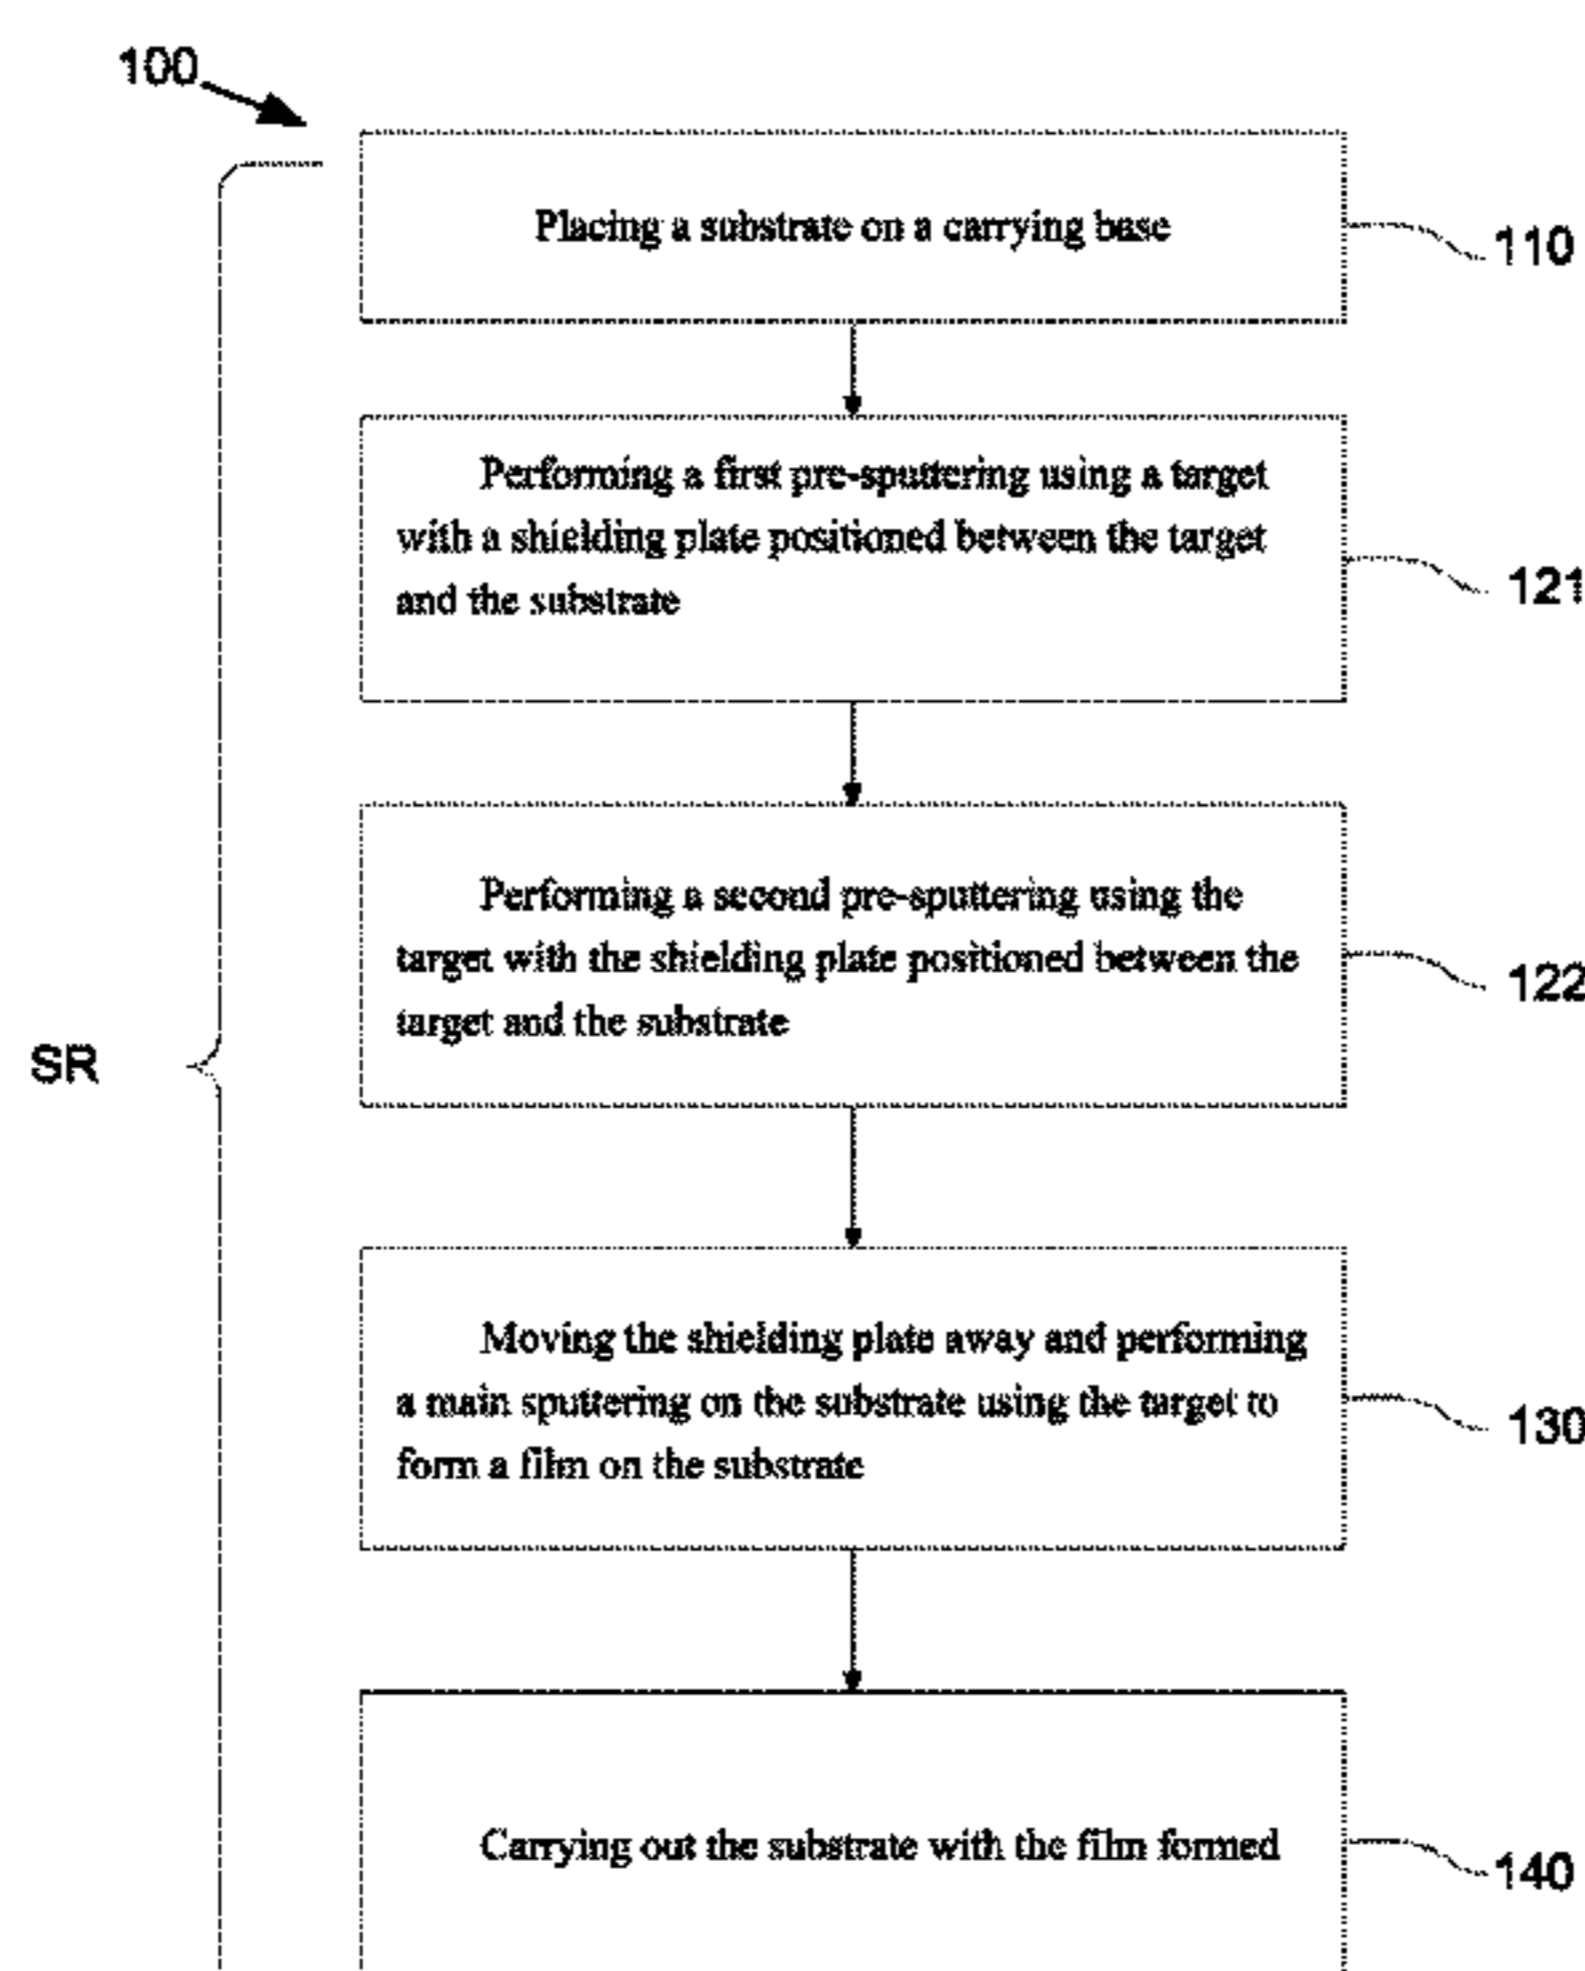 100
Placing a substrate on a carrying base
110
Performing a first pre-sputtering using a target
with a shielding plate positioned between the target
and the substrate
121
Performing a second pre-sputtering using the
target with the shielding plate positioned between the
target and the substrate
122
SR
Moving the shielding plate away and performing
a main sputtering on the substrate using the target to
form a film on the substrate
130
Carrying out the substrate with the film formed
140